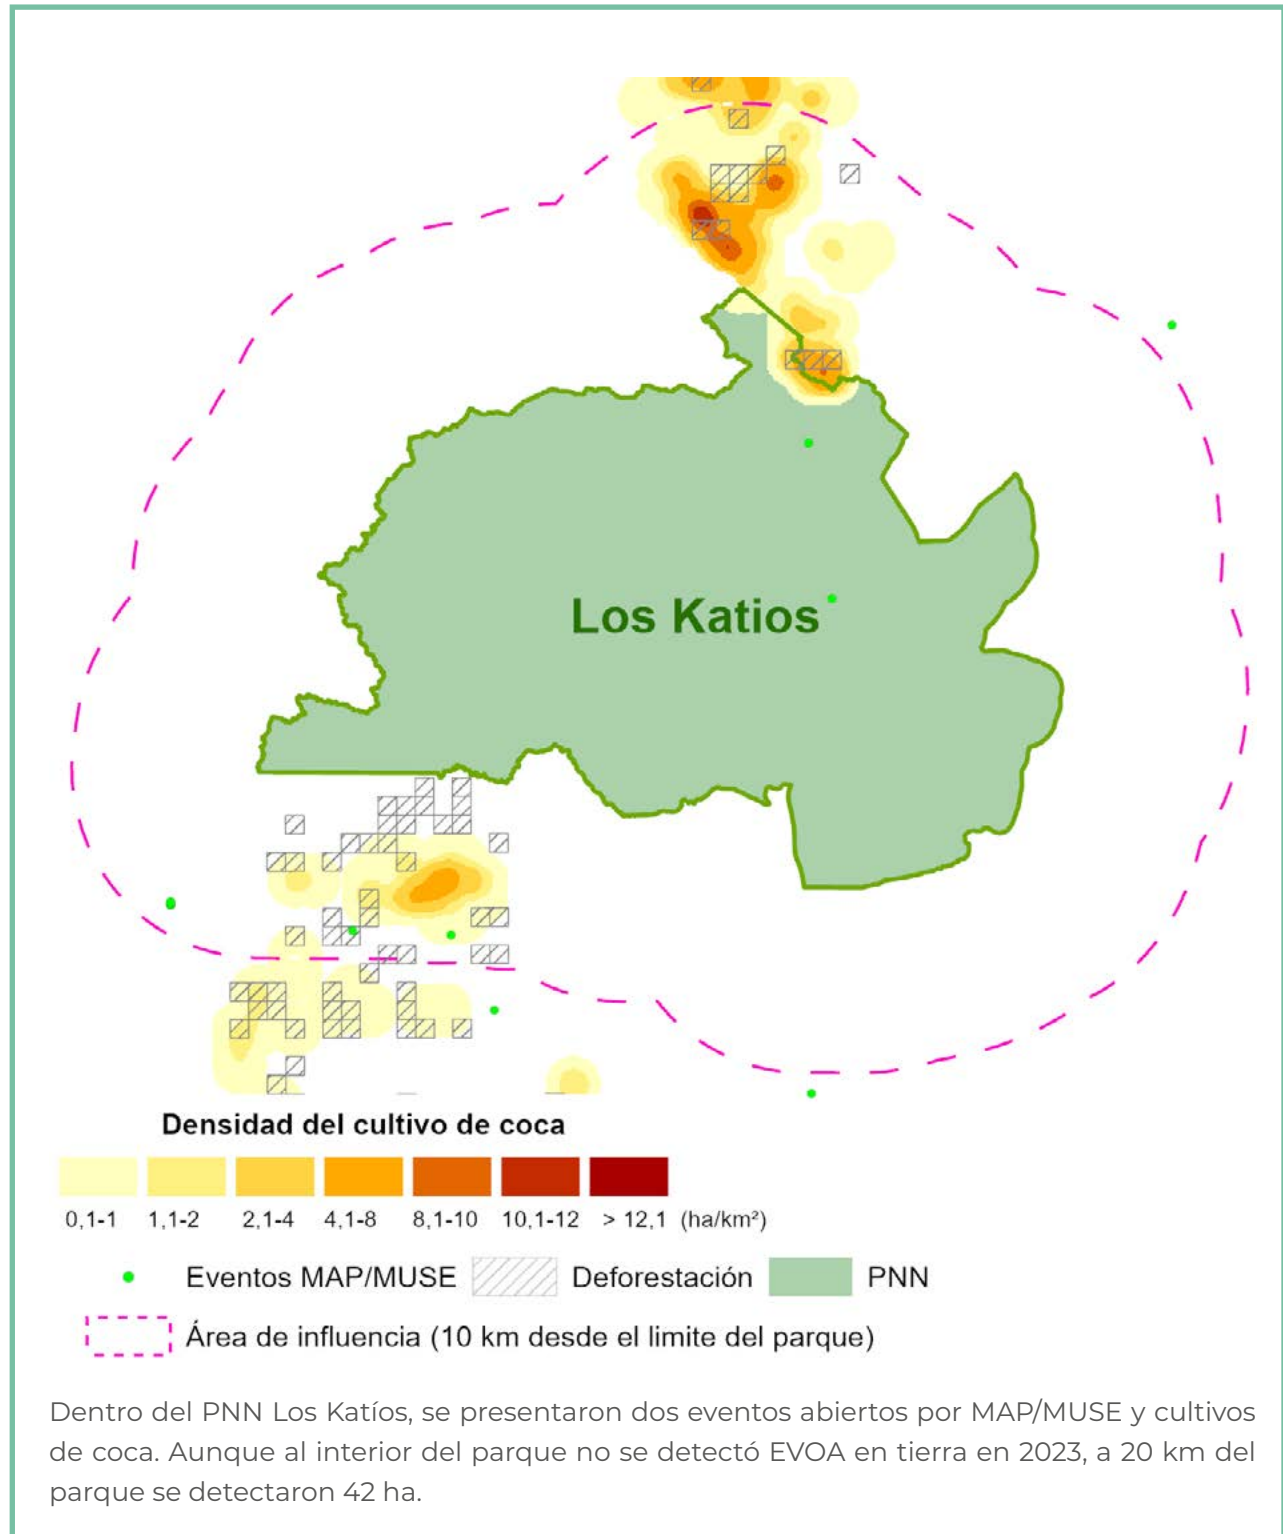 Los Katios
Densidad del cultivo de coca
0,1-1 1,1-2 2,1-4 4,1-8 8,1-10 10,1-12 > 12,1 (ha/km²)
Eventos MAP/MUSE Deforestación PNN
Área de influencia (10 km desde el limite del parque)
Dentro del PNN Los Katíos, se presentaron dos eventos abiertos por MAP/MUSE y cultivos
de coca. Aunque al interior del parque no se detectó EVOA en tierra en 2023, a 20 km del
parque se detectaron 42 ha.